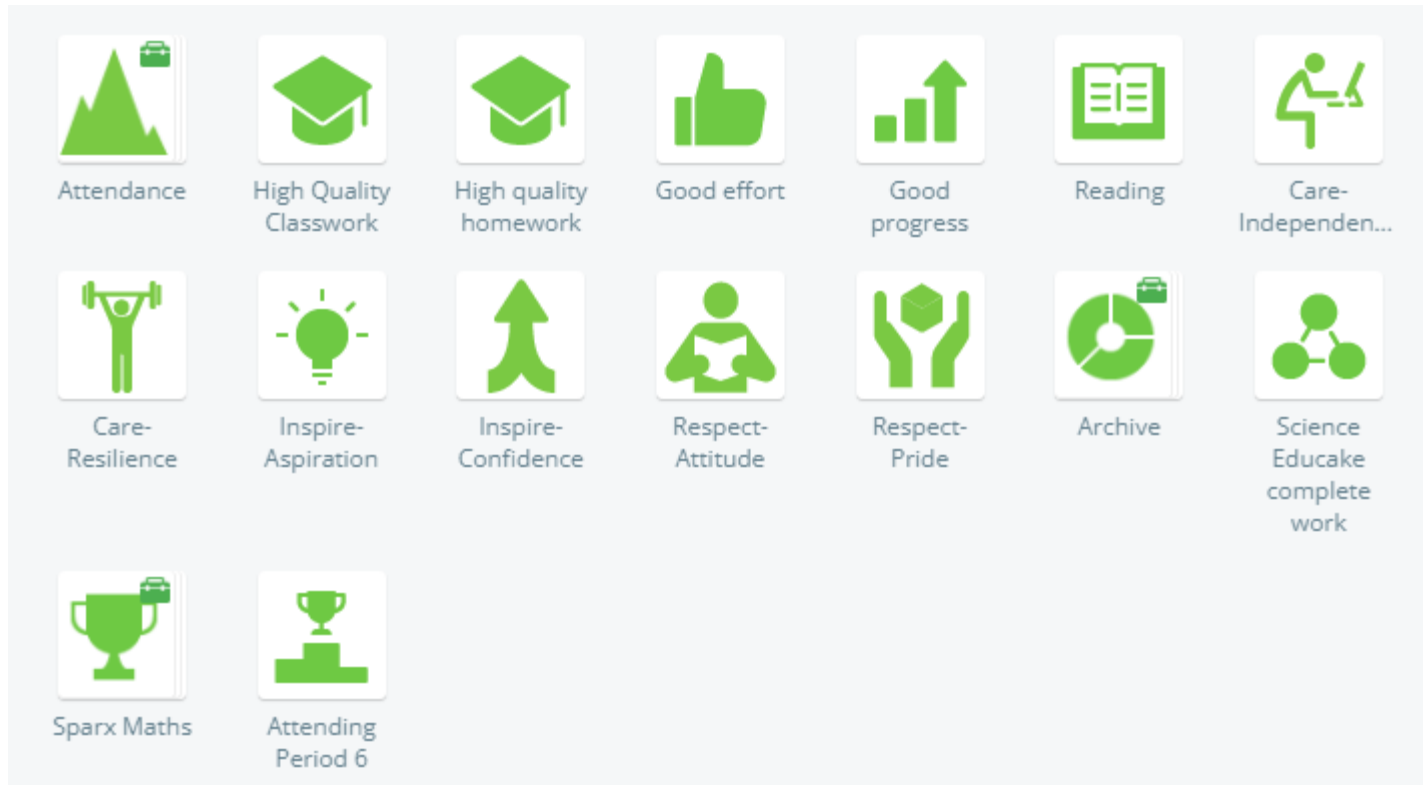 Attendance
High Quality
Classwork
High quality
homework
Good effort
Good
progress
Reading
Care-
Independen...
Care-
Resilience
Inspire-
Aspiration
Inspire-
Confidence
Respect-
Attitude
Respect-
Pride
Archive
Science
Educake
complete
work
Sparx Maths
Attending
Period 6